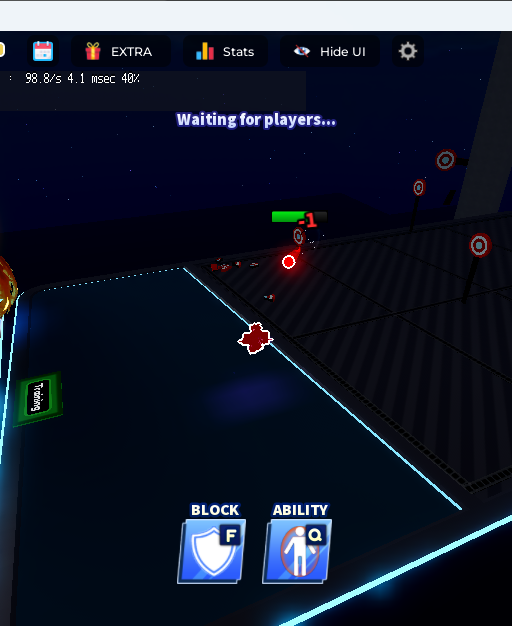 EXTRA
Stats
Hide UI
: 98.8/s 4.1 msec 40%
Waiting for players...
-1
Training
BLOCK
ABILITY
F
Q